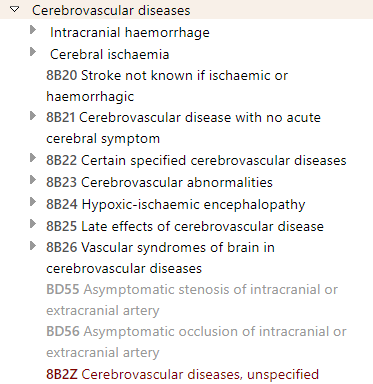 Cerebrovascular diseases
Intracranial haemorrhage
Cerebral ischaemia
8B20 Stroke not known if ischaemic or
haemorrhagic
8B21 Cerebrovascular disease with no acute
cerebral symptom
8B22 Certain specified cerebrovascular diseases
8B23 Cerebrovascular abnormalities
8B24 Hypoxic-ischaemic encephalopathy
8B25 Late effects of cerebrovascular disease
8B26 Vascular syndromes of brain in
cerebrovascular diseases
BD55 Asymptomatic stenosis of intracranial or
extracranial artery
BD56 Asymptomatic occlusion of intracranial or
extracranial artery
8B2Z Cerebrovascular diseases, unspecified